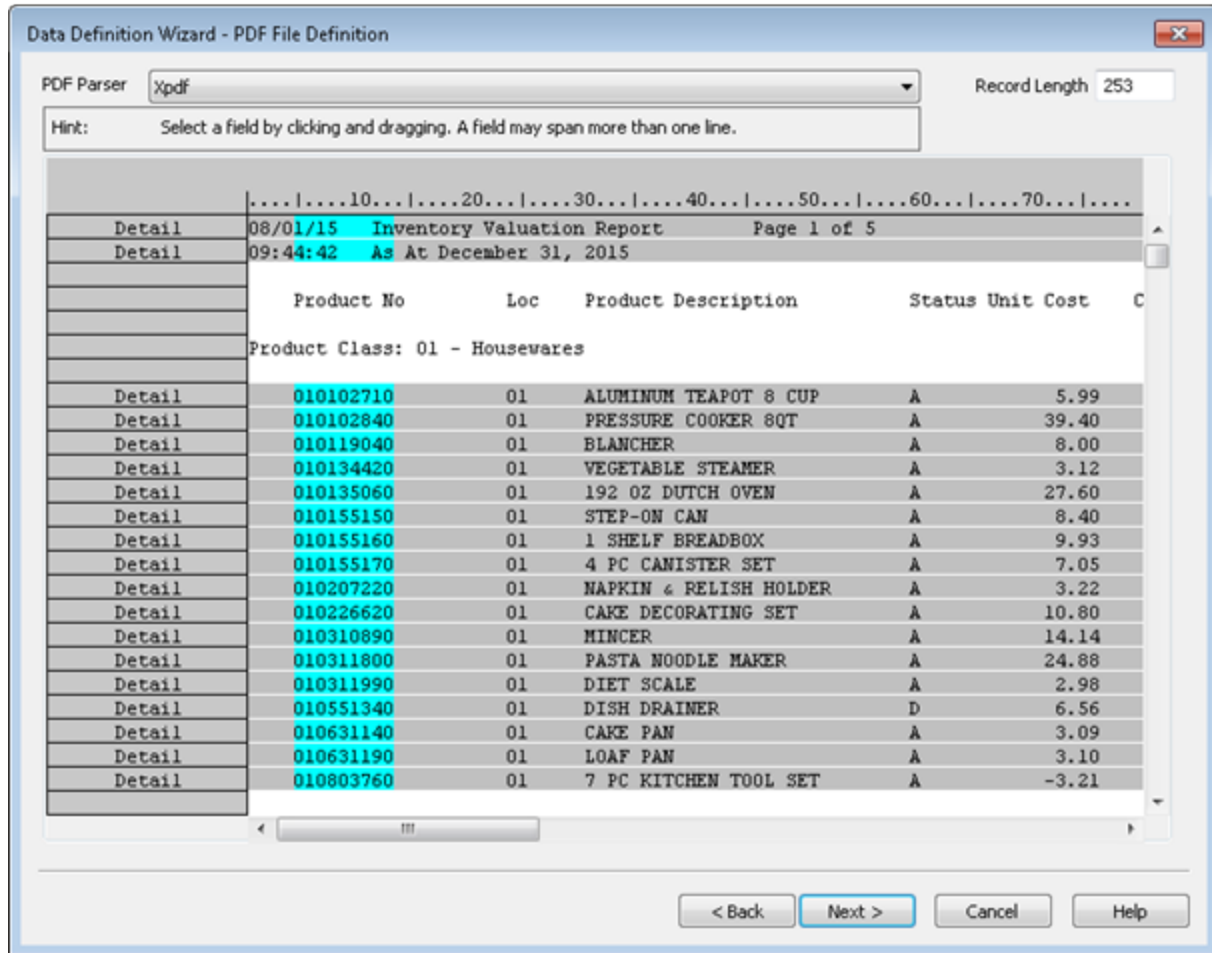 Data Definition Wizard - PDF File Definition
PDF Parser Xpdf Record Length 253
Hint: Select a field by clicking and dragging. A field may span more than one line.
|....|....10...|....20...|....30...|....40...|....50...|....60...|....70...|....
Detail 08/01/15 Inventory Valuation Report Page 1 of 5
Detail 09:44:42 As At December 31, 2015
Product No Loc Product Description Status Unit Cost C
Product Class: 01 - Housewares
Detail 010102710 01 ALUMINUM TEAPOT 8 CUP A 5.99
Detail 010102840 01 PRESSURE COOKER 8QT A 39.40
Detail 010119040 01 BLANCHER A 8.00
Detail 010134420 01 VEGETABLE STEAMER A 3.12
Detail 010135060 01 192 OZ DUTCH OVEN A 27.60
Detail 010155150 01 STEP-ON CAN A 8.40
Detail 010155160 01 1 SHELF BREADBOX A 9.93
Detail 010155170 01 4 PC CANISTER SET A 7.05
Detail 010207220 01 NAPKIN & RELISH HOLDER A 3.22
Detail 010226620 01 CAKE DECORATING SET A 10.80
Detail 010310890 01 MINCER A 14.14
Detail 010311800 01 PASTA NOODLE MAKER A 24.88
Detail 010311990 01 DIET SCALE A 2.98
Detail 010551340 01 DISH DRAINER D 6.56
Detail 010631140 01 CAKE PAN A 3.09
Detail 010631190 01 LOAF PAN A 3.10
Detail 010803760 01 7 PC KITCHEN TOOL SET A -3.21
< Back Next > Cancel Help